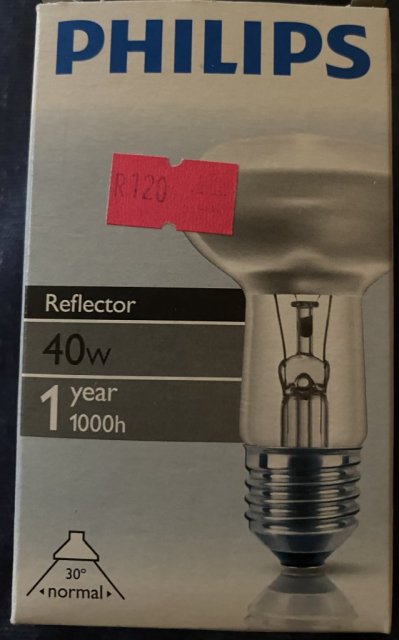 PHILIPS
R120
Reflector
40w
1 year
1000h
30°
normal